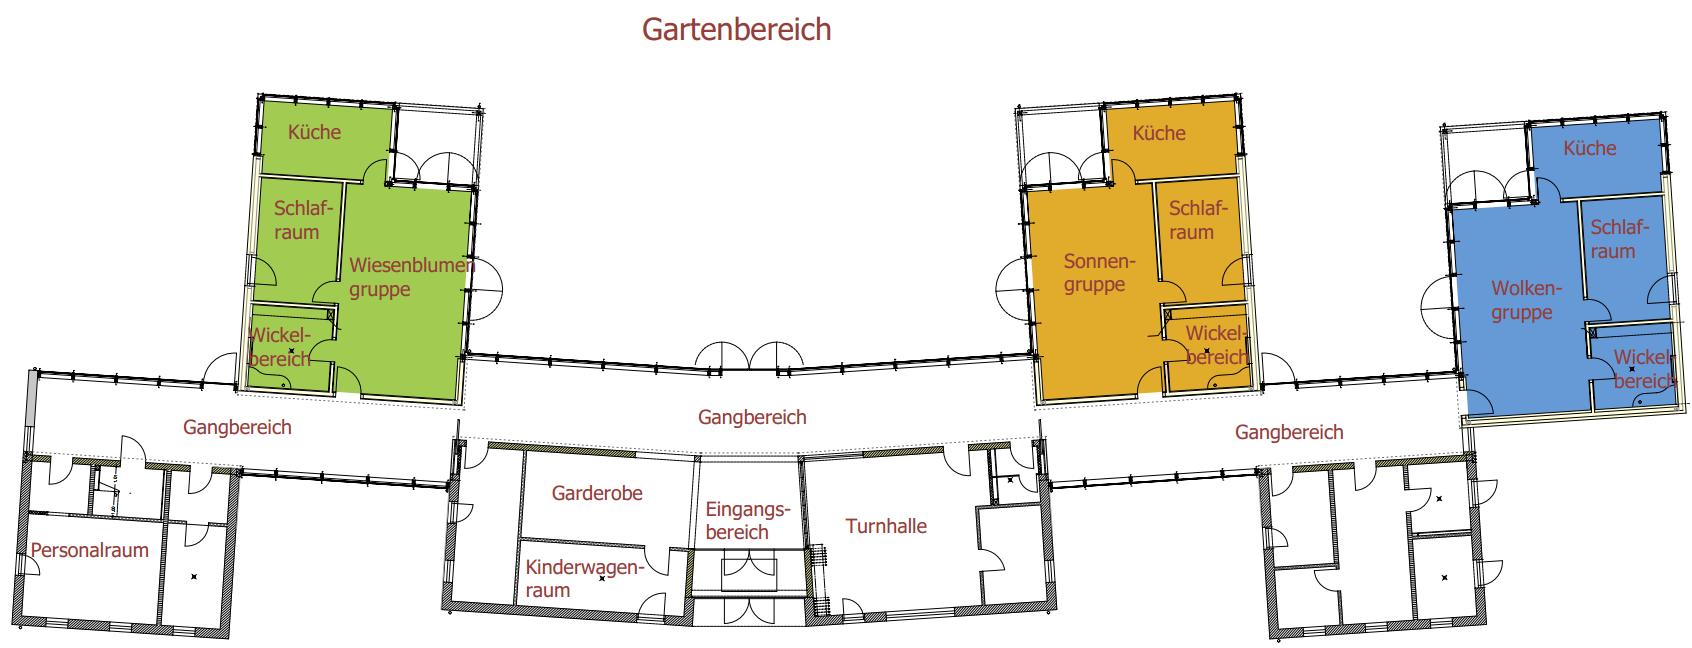 Gartenbereich
Küche
Schlaf-
raum
Wiesenblumen
gruppe
Wickel-
bereich
Küche
Schlaf-
raum
Sonnen-
gruppe
Wickel-
bereich
Küche
Schlaf-
raum
Wolken-
gruppe
Wickel-
bereich
Gangbereich
Gangbereich
Gangbereich
Personalraum
Garderobe
Kinderwagen-
raum
Eingangs-
bereich
Turnhalle